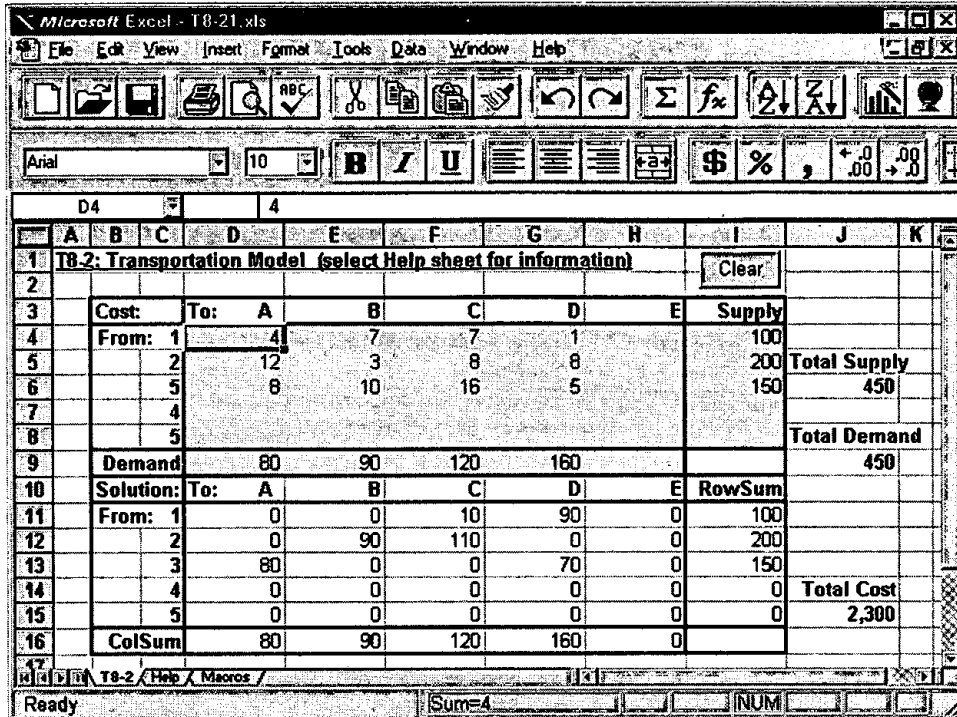 Microsoft Excel - T8-21.xls
File Edit View Insert Format Tools Data Window Help
ABC Σ fx A Z Z A
Arial 10 B I U a $ % , .0 .00 .00 .0
D4 4
A B C D E F G H I J K
1 T8-2: Transportation Model (select Help sheet for information) Clear
2
3 Cost: To: A B C D E Supply
4 From: 1 4 7 7 1 100
5 2 12 3 8 8 200 Total Supply
6 5 8 10 16 5 150 450
7 4
8 5 Total Demand
9 Demand 80 90 120 160 450
10 Solution: To: A B C D E RowSum
11 From: 1 0 0 10 90 0 100
12 2 0 90 110 0 0 200
13 3 80 0 0 70 0 150
14 4 0 0 0 0 0 0 Total Cost
15 5 0 0 0 0 0 0 2,300
16 ColSum 80 90 120 160 0
17
T8-2 Help Macros
Ready Sum=4 NUM